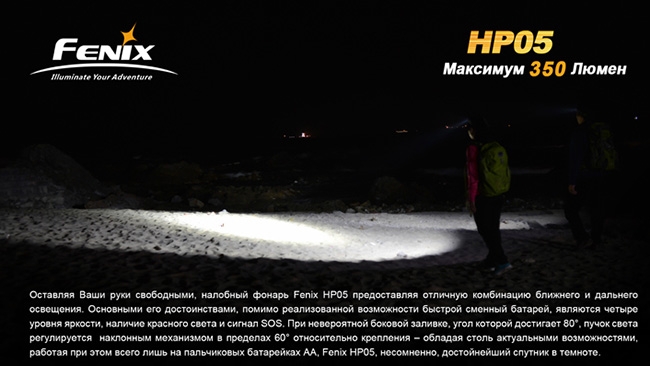 FENIX
Illuminate Your Adventure
HP05
Максимум 350 Люмен
Оставляя Ваши руки свободными, налобный фонарь Fenix HP05 предоставляя отличную комбинацию ближнего и дальнего
освещения. Основными его достоинствами, помимо реализованной возможности быстрой сменный батарей, являются четыре
уровня яркости, наличие красного света и сигнал SOS. При невероятной боковой заливке, угол которой достигает 80°, пучок света
регулируется наклонным механизмом в пределах 60° относительно крепления – обладая столь актуальными возможностями,
работая при этом всего лишь на пальчиковых батарейках АА, Fenix HP05, несомненно, достойнейший спутник в темноте.